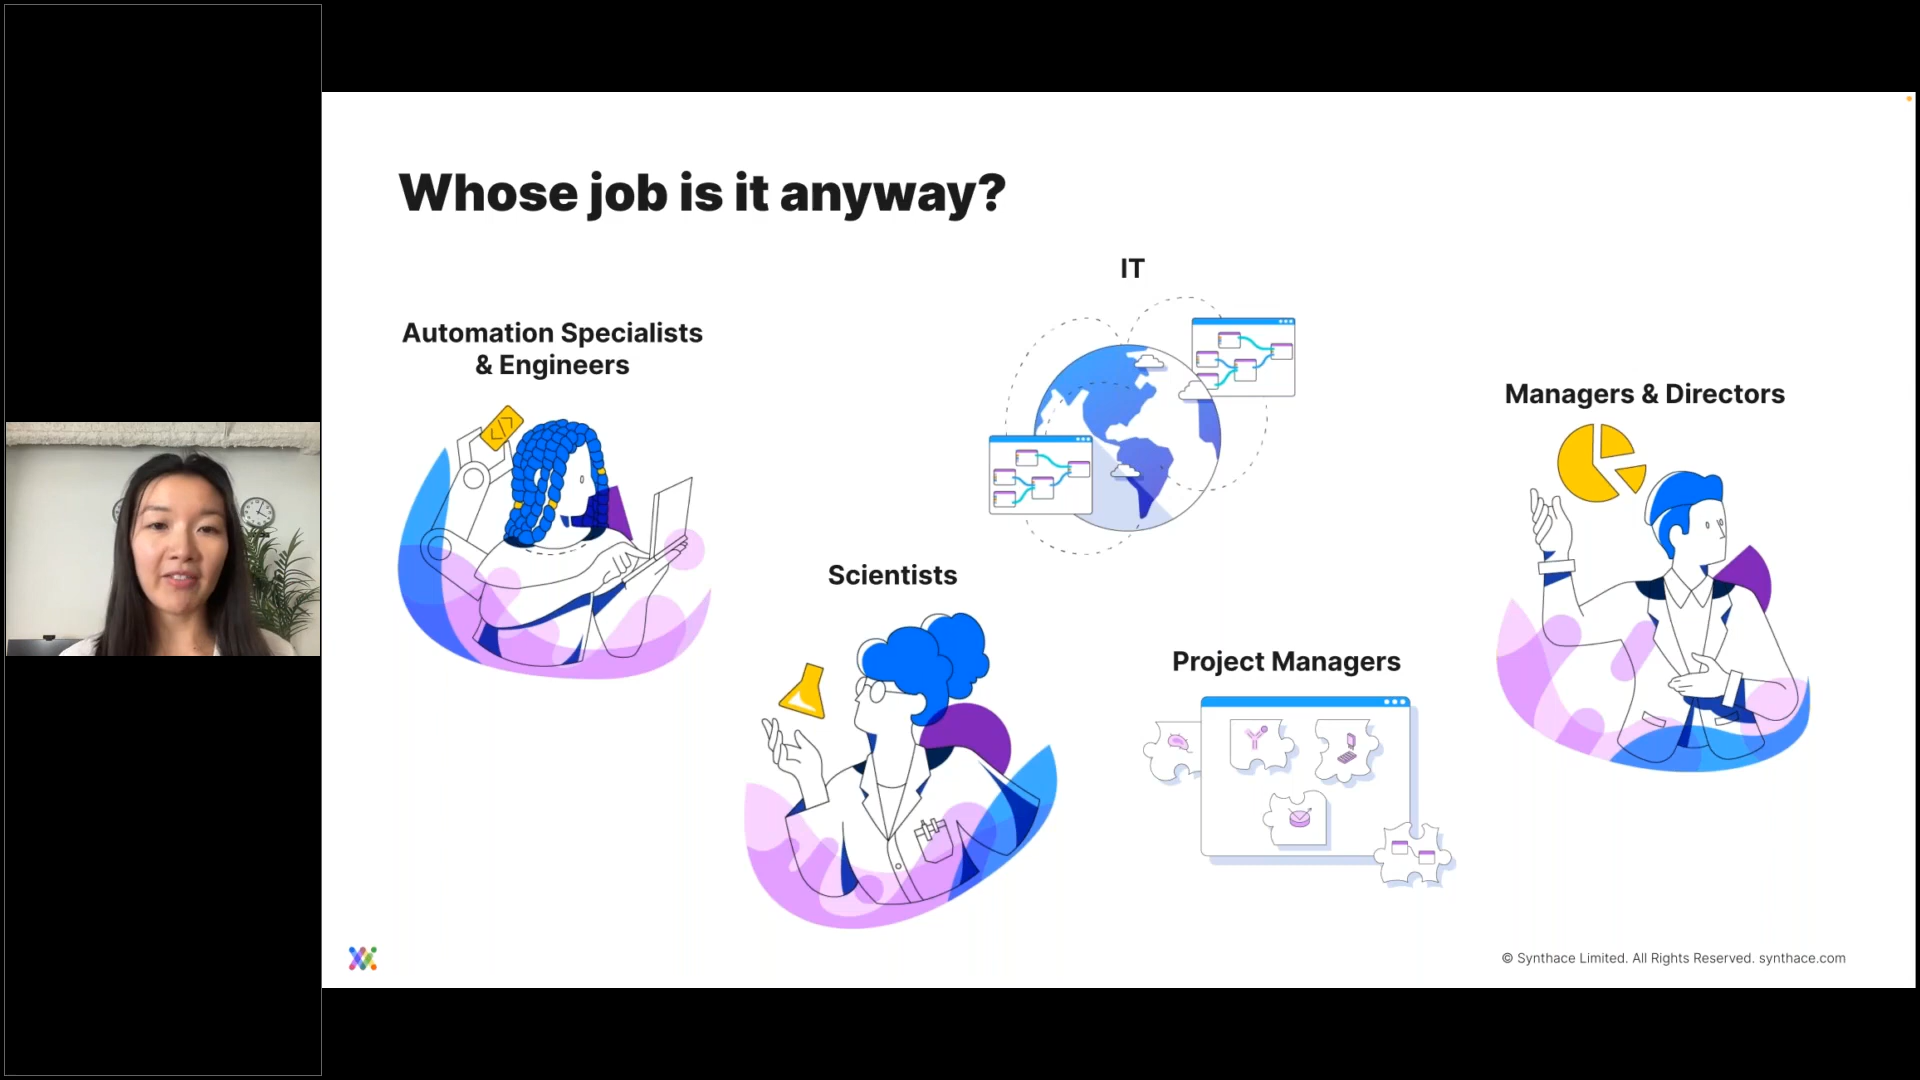 Whose job is it anyway?
IT
Automation Specialists
& Engineers
Managers & Directors
Scientists
Project Managers
© Synthace Limited. All Rights Reserved. synthace.com